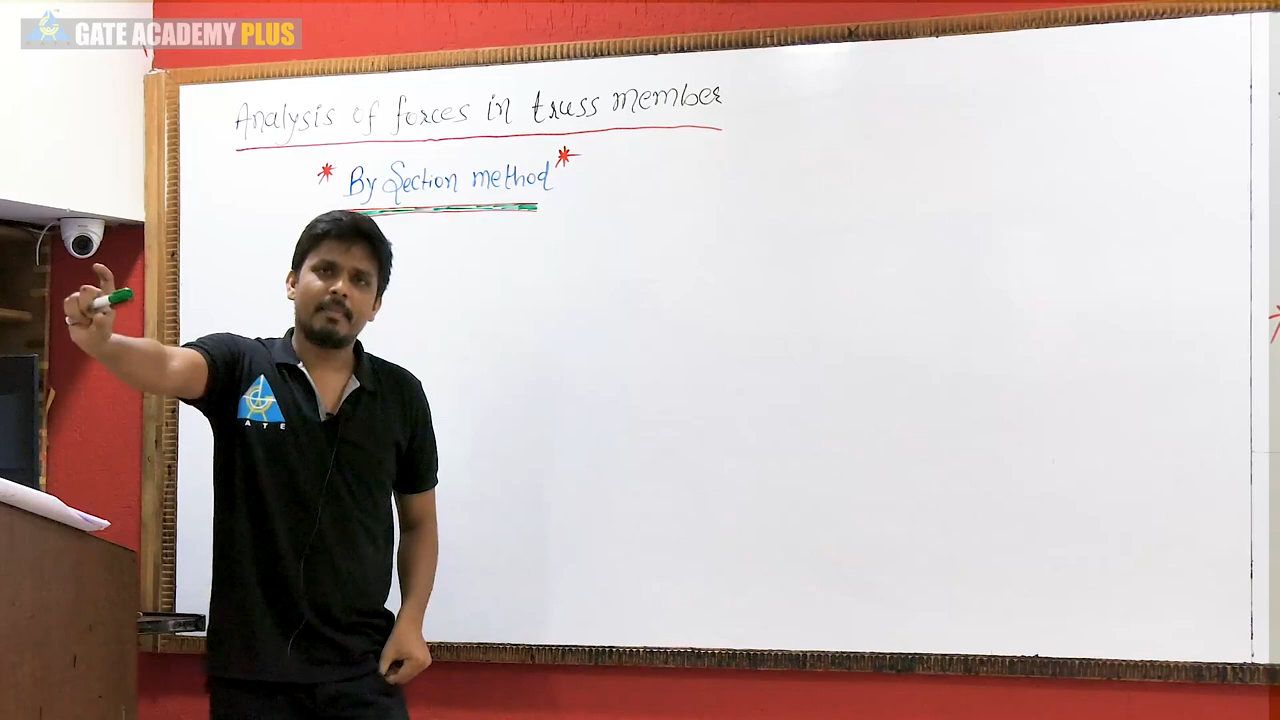 GATE ACADEMY PLUS
Analysis of forces in truss member
* By Section method *
A T E